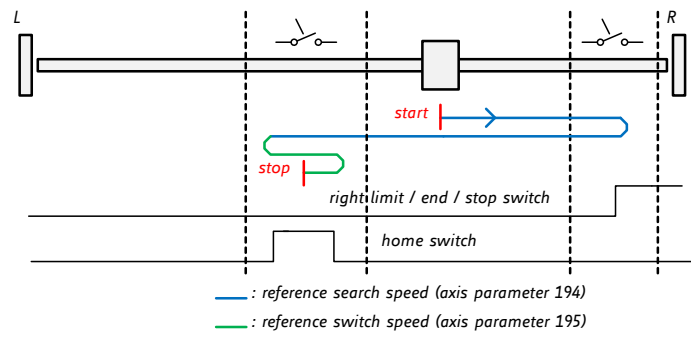 L
R
start
stop
right limit / end / stop switch
home switch
: reference search speed (axis parameter 194)
: reference switch speed (axis parameter 195)